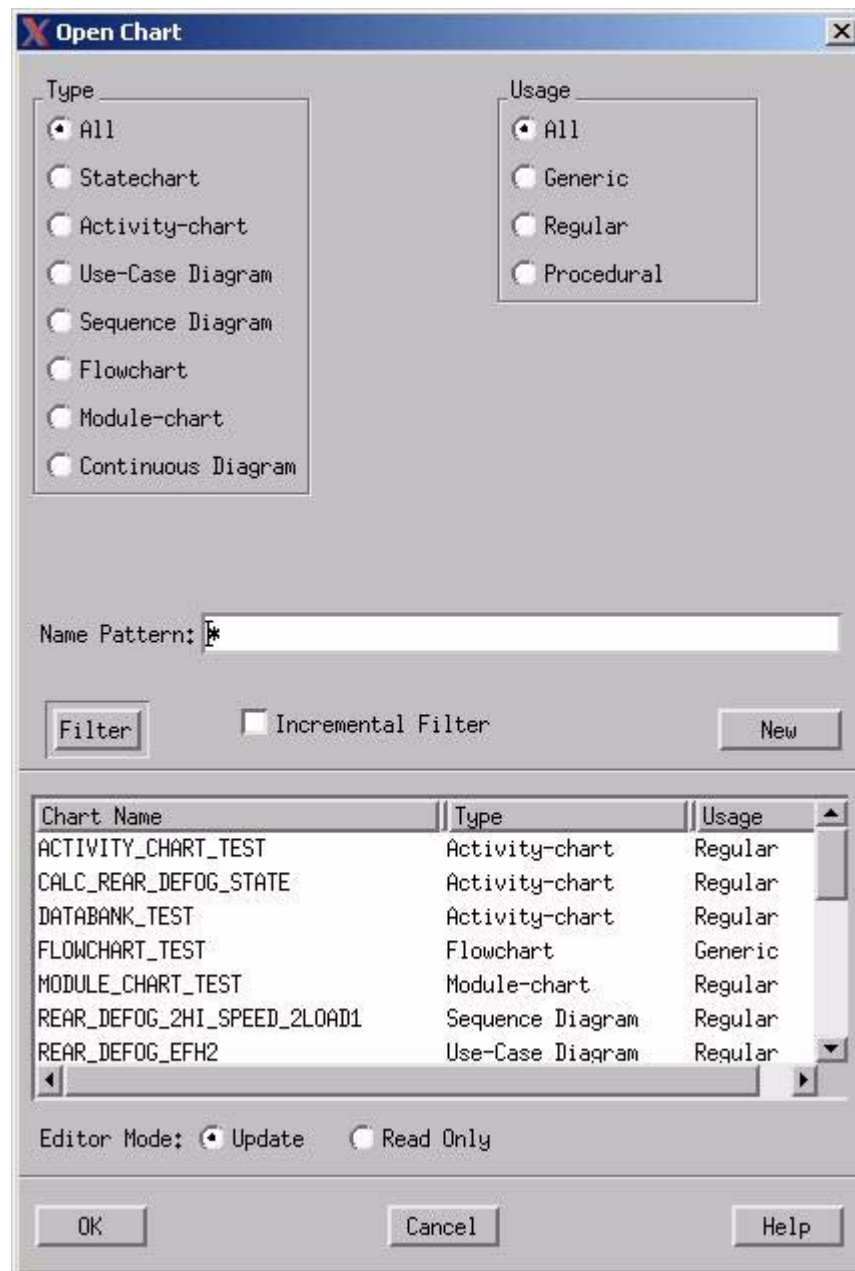 Open Chart
Type
Usage
All
All
Statechart
Generic
Activity-chart
Regular
Use-Case Diagram
Procedural
Sequence Diagram
Flowchart
Module-chart
Continuous Diagram
Name Pattern: *
Filter Incremental Filter New
Chart Name Type Usage
ACTIVITY_CHART_TEST Activity-chart Regular
CALC_REAR_DEFOG_STATE Activity-chart Regular
DATABANK_TEST Activity-chart Regular
FLOWCHART_TEST Flowchart Generic
MODULE_CHART_TEST Module-chart Regular
REAR_DEFOG_2HI_SPEED_2LOAD1 Sequence Diagram Regular
REAR_DEFOG_EFH2 Use-Case Diagram Regular
Editor Mode: Update Read Only
OK Cancel Help